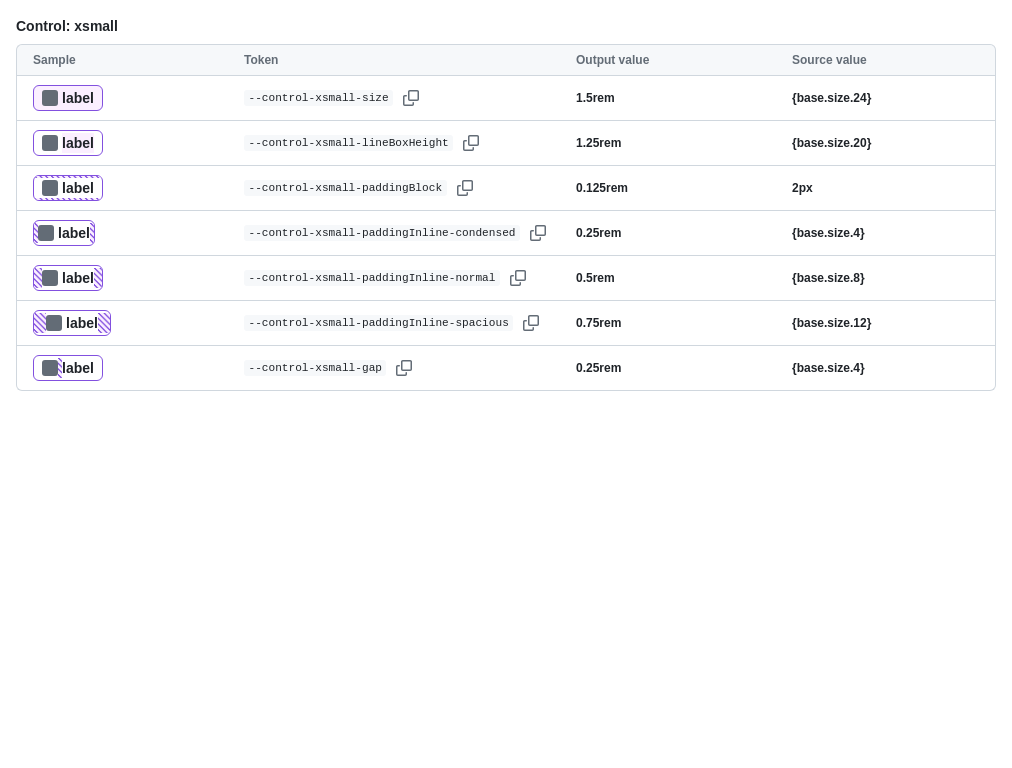 Control: xsmall
Sample Token Output value Source value
label --control-xsmall-size 1.5rem {base.size.24}
label --control-xsmall-lineBoxHeight 1.25rem {base.size.20}
label --control-xsmall-paddingBlock 0.125rem 2px
label --control-xsmall-paddingInline-condensed 0.25rem {base.size.4}
label --control-xsmall-paddingInline-normal 0.5rem {base.size.8}
label --control-xsmall-paddingInline-spacious 0.75rem {base.size.12}
label --control-xsmall-gap 0.25rem {base.size.4}